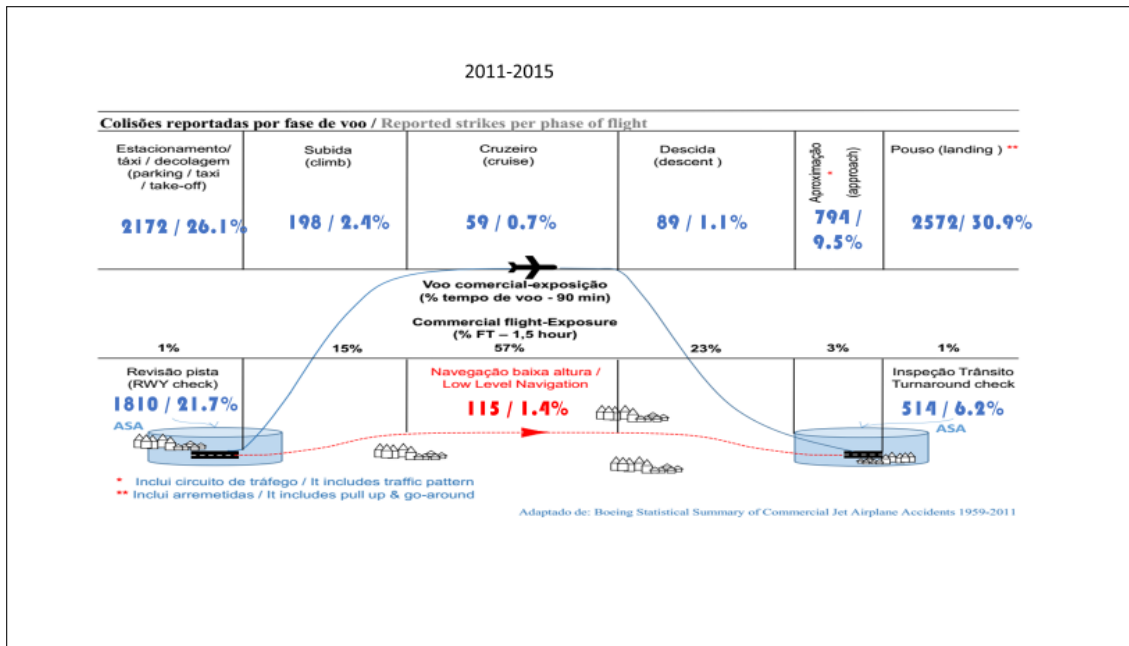 2011-2015
Colisões reportadas por fase de voo / Reported strikes per phase of flight
Estacionamento/
táxi / decolagem
(parking / taxi
/ take-off)
2172 / 26.1%
Subida
(climb)
198 / 2.4%
Cruzeiro
(cruise)
59 / 0.7%
Descida
(descent )
89 / 1.1%
Aproximação
*
(approach)
794 /
9.5%
Pouso (landing ) **
2572/ 30.9%
Voo comercial-exposição
(% tempo de voo - 90 min)
Commercial flight-Exposure
(% FT – 1,5 hour)
1%
15%
57%
23%
3%
1%
Revisão pista
(RWY check)
1810 / 21.7%
ASA
Navegação baixa altura /
Low Level Navigation
115 / 1.4%
Inspeção Trânsito
Turnaround check
514 / 6.2%
ASA
* Inclui circuito de tráfego / It includes traffic pattern
** Inclui arremetidas / It includes pull up & go-around
Adaptado de: Boeing Statistical Summary of Commercial Jet Airplane Accidents 1959-2011